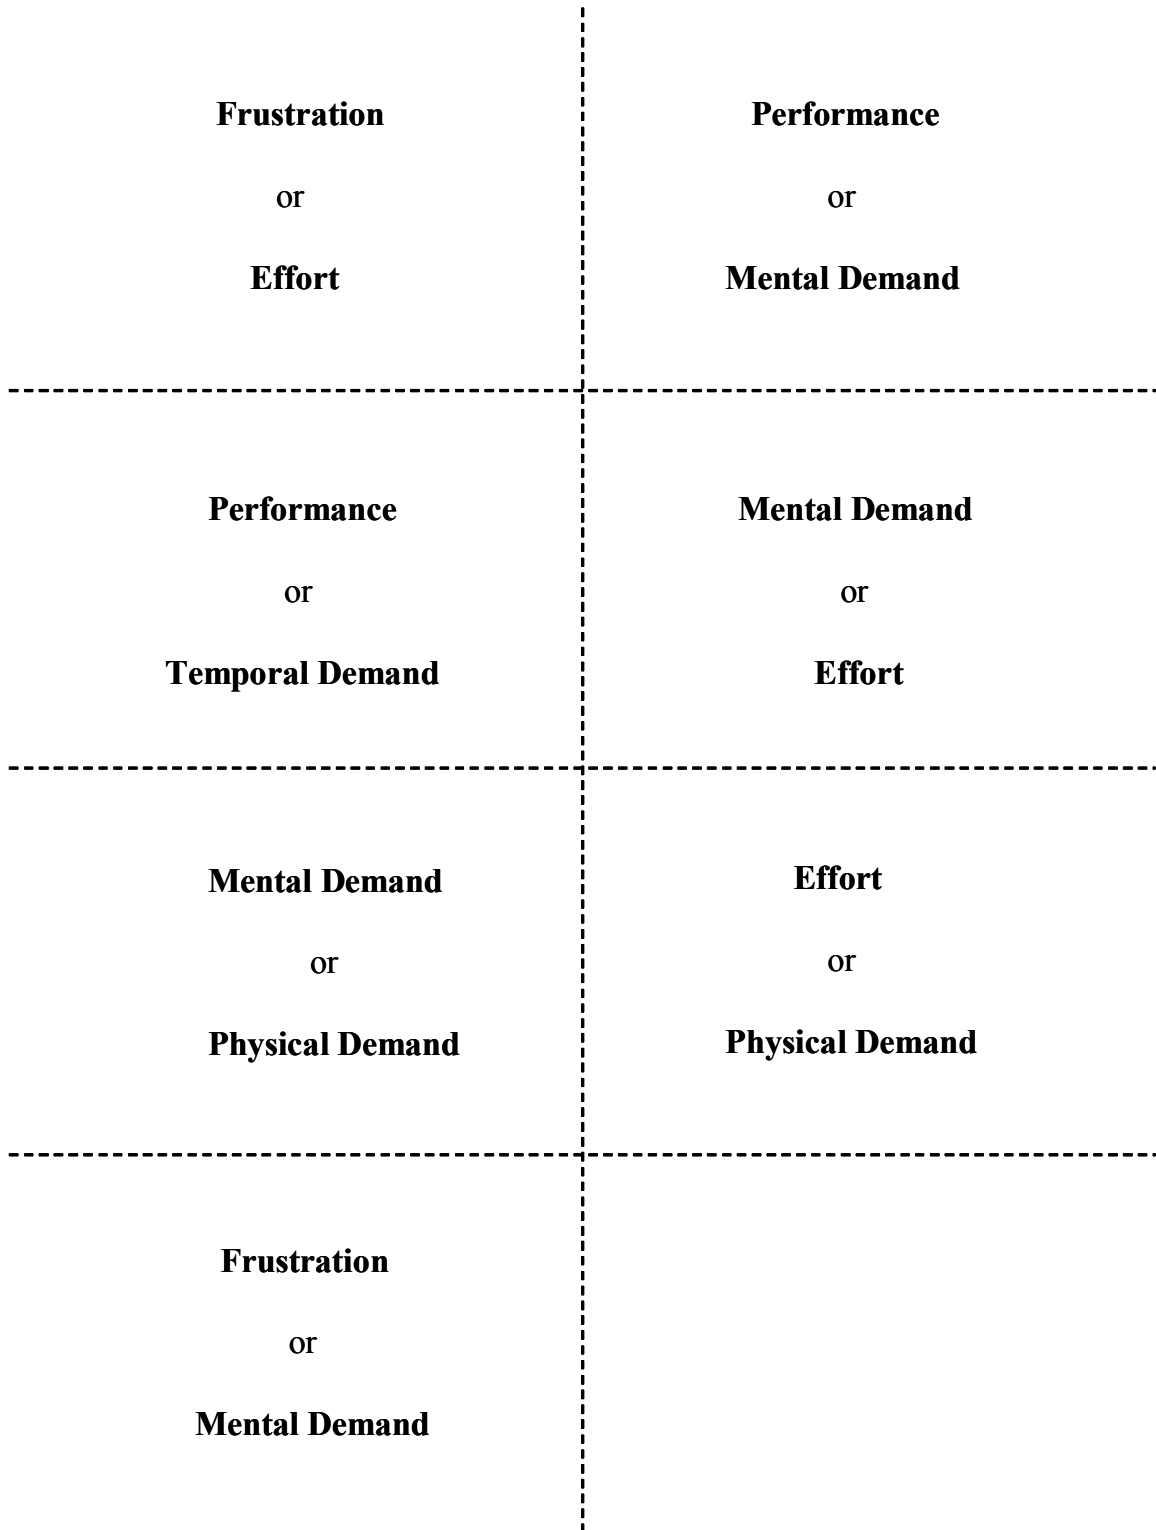 Frustration
or
Effort
Performance
or
Mental Demand
Performance
or
Temporal Demand
Mental Demand
or
Effort
Mental Demand
or
Physical Demand
Effort
or
Physical Demand
Frustration
or
Mental Demand